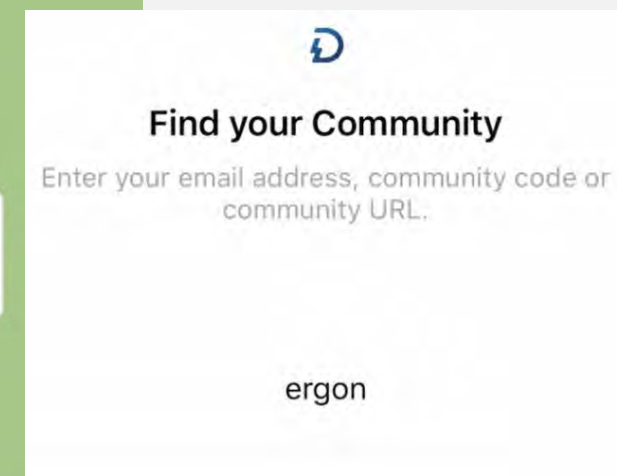 Find your Community
Enter your email address, community code or
community URL.
ergon